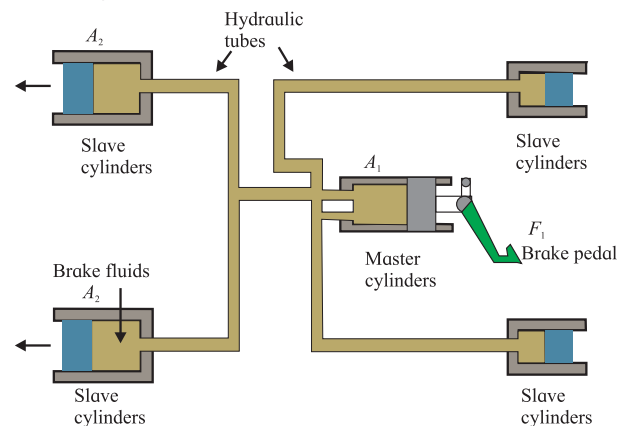 Hydraulic
tubes
A₂
Slave
cylinders
Slave
cylinders
A₁
F₁
Brake pedal
Master
cylinders
Brake fluids
A₂
Slave
cylinders
Slave
cylinders